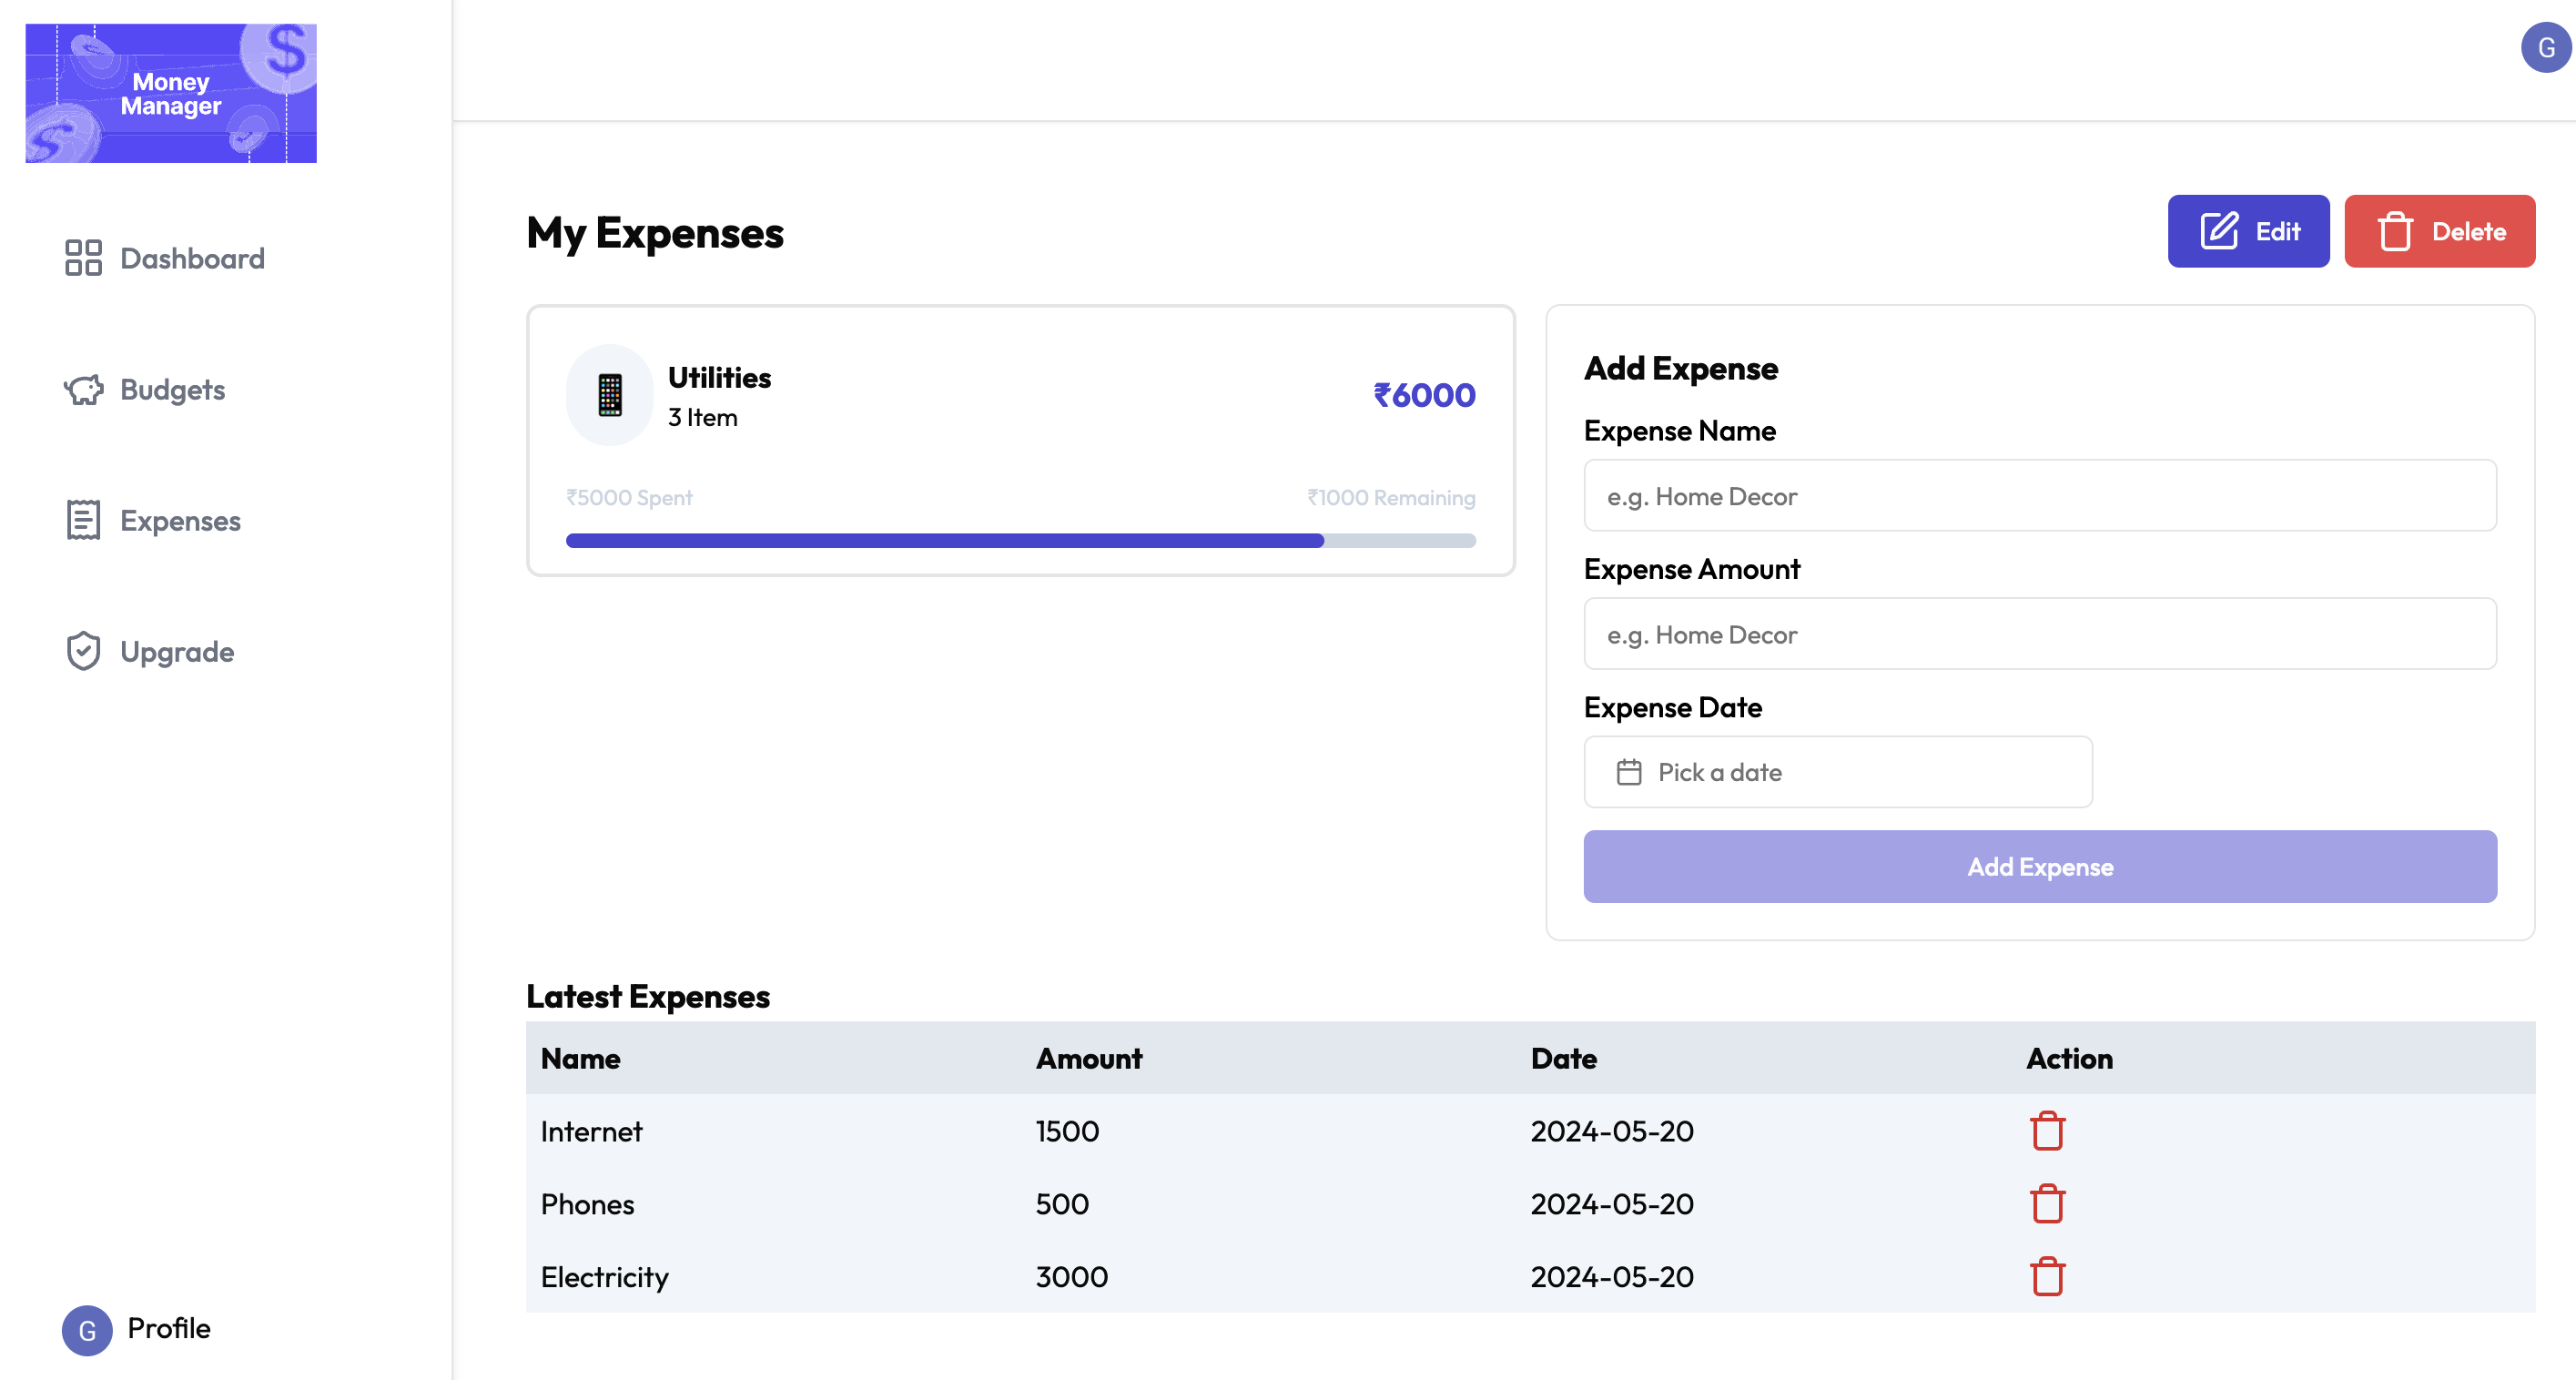 Money
Manager
G
Dashboard
Budgets
Expenses
Upgrade
G Profile
My Expenses
Edit
Delete
Utilities
3 Item
₹6000
₹5000 Spent
₹1000 Remaining
Add Expense
Expense Name
e.g. Home Decor
Expense Amount
e.g. Home Decor
Expense Date
Pick a date
Add Expense
Latest Expenses
Name Amount Date Action
Internet 1500 2024-05-20
Phones 500 2024-05-20
Electricity 3000 2024-05-20